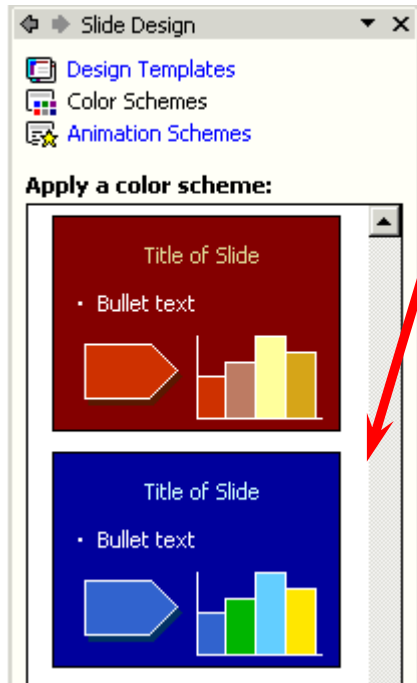 Slide Design
Design Templates
Color Schemes
Animation Schemes
Apply a color scheme:
Title of Slide
• Bullet text
Title of Slide
• Bullet text